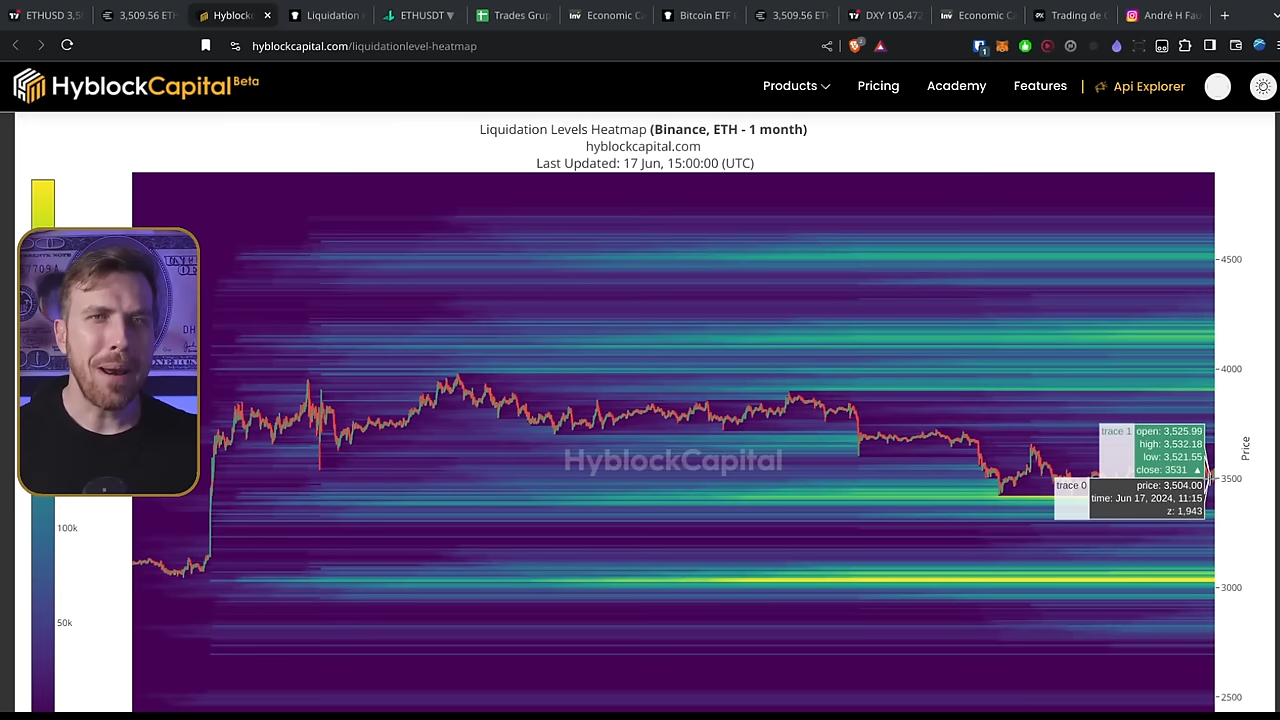 ETHUSD 3,5
3,509.56 ETH
Hyblock
Liquidation
ETHUSDT
Trades Grup
Economic Ca
Bitcoin ETF
3,509.56 ETH
DXY 105.472
Economic Ca
Trading de
André H Fau
hyblockcapital.com/liquidationlevel-heatmap
HyblockCapital Beta
Products
Pricing
Academy
Features
Api Explorer
Liquidation Levels Heatmap (Binance, ETH - 1 month)
hyblockcapital.com
Last Updated: 17 Jun, 15:00:00 (UTC)
4500
4000
trace 1
open: 3,525.99
high: 3,532.18
low: 3,521.55
close: 3531 ▲
Price
HyblockCapital
3500
trace 0
price: 3,504.00
time: Jun 17, 2024, 11:15
z: 1,943
100k
3000
50k
2500